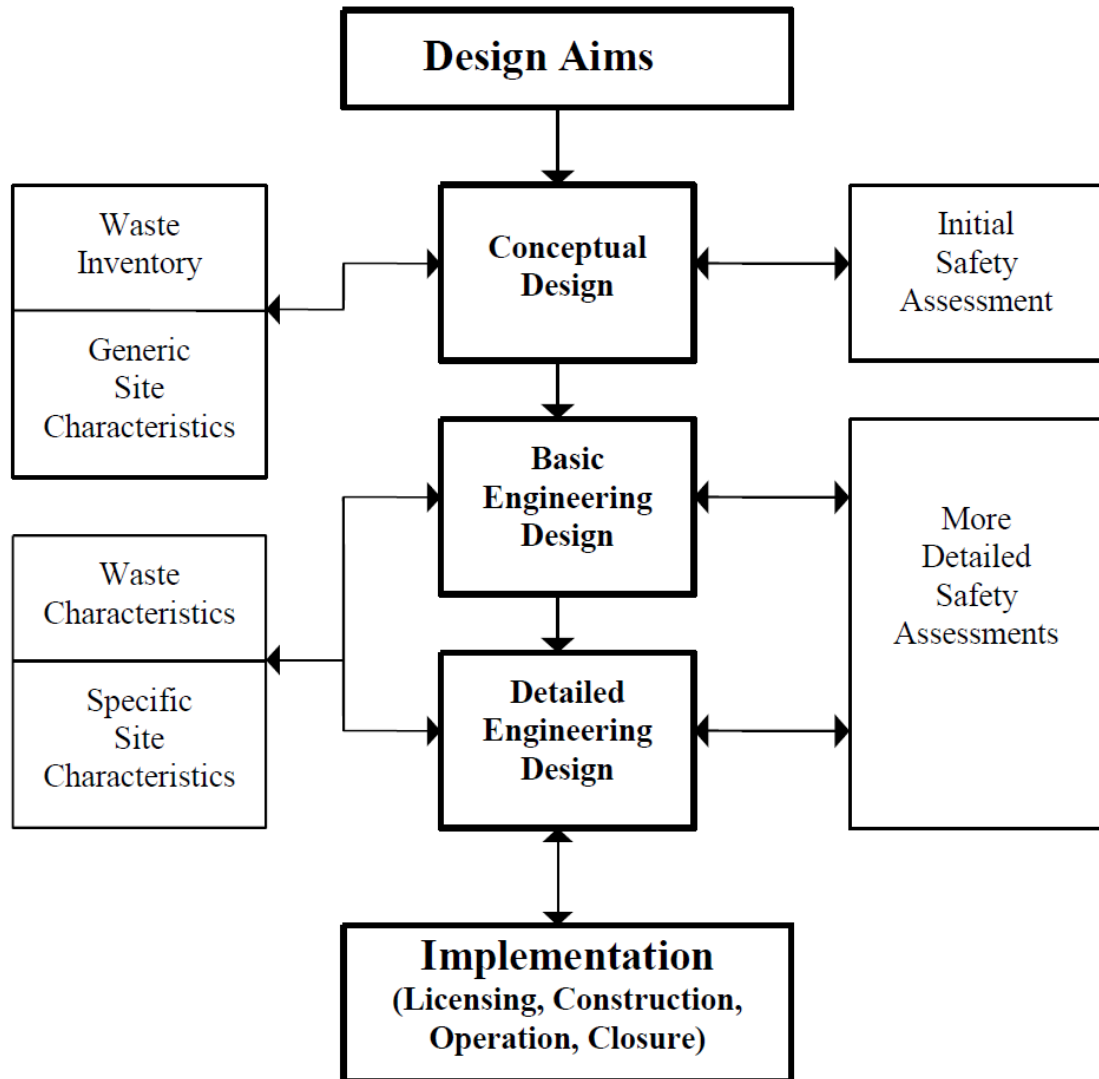 Design Aims
Waste
Inventory
Generic
Site
Characteristics
Conceptual
Design
Initial
Safety
Assessment
Basic
Engineering
Design
Waste
Characteristics
Specific
Site
Characteristics
Detailed
Engineering
Design
More
Detailed
Safety
Assessments
Implementation
(Licensing, Construction,
Operation, Closure)